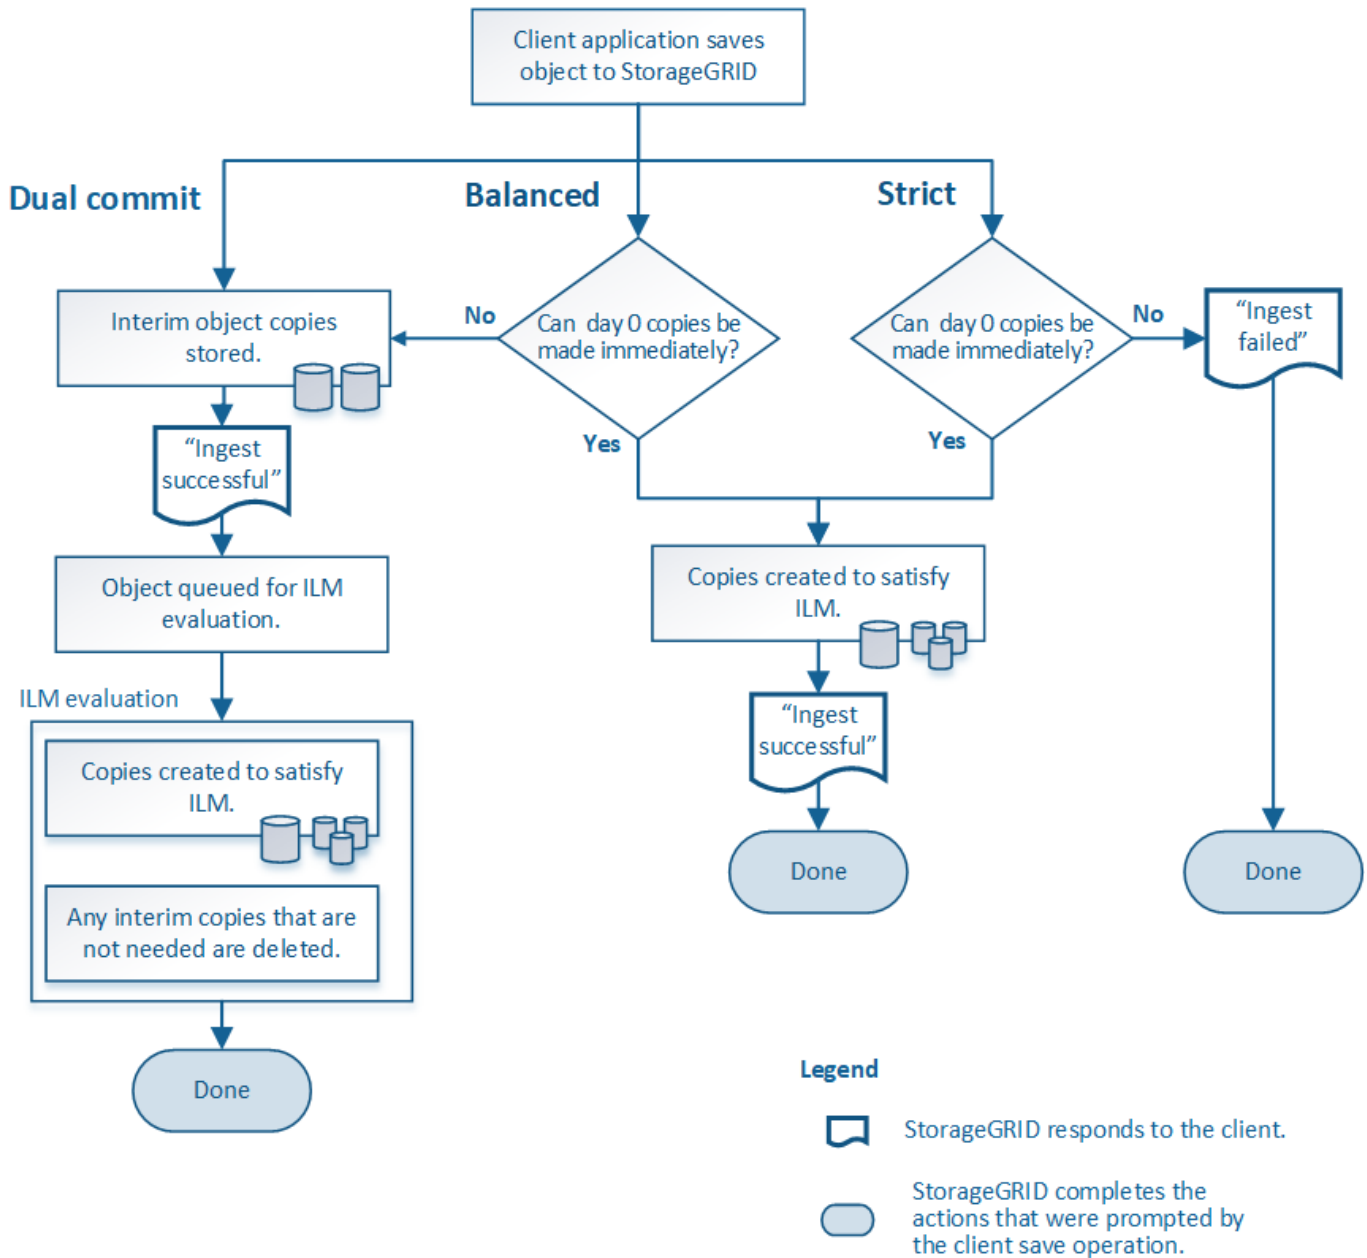 Client application saves
object to StorageGRID
Dual commit
Balanced
Strict
Interim object copies
stored.
No
Can day 0 copies be
made immediately?
Yes
Can day 0 copies be
made immediately?
No
Yes
“Ingest
failed”
“Ingest
successful”
Object queued for ILM
evaluation.
Copies created to satisfy
ILM.
ILM evaluation
Copies created to satisfy
ILM.
“Ingest
successful”
Any interim copies that are
not needed are deleted.
Done
Done
Done
Legend
StorageGRID responds to the client.
StorageGRID completes the
actions that were prompted by
the client save operation.